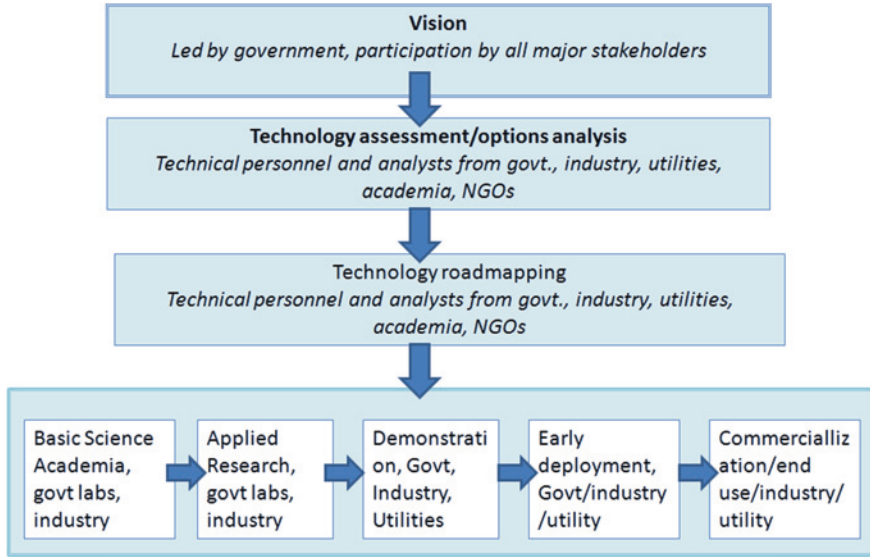 Vision
Led by government, participation by all major stakeholders
Technology assessment/options analysis
Technical personnel and analysts from govt., industry, utilities,
academia, NGOs
Technology roadmapping
Technical personnel and analysts from govt., industry, utilities,
academia, NGOs
Basic Science
Academia,
govt labs,
industry
Applied
Research,
govt labs,
industry
Demonstrati
on, Govt,
Industry,
Utilities
Early
deployment,
Govt/industry
/utility
Commercialliz
ation/end
use/industry/
utility